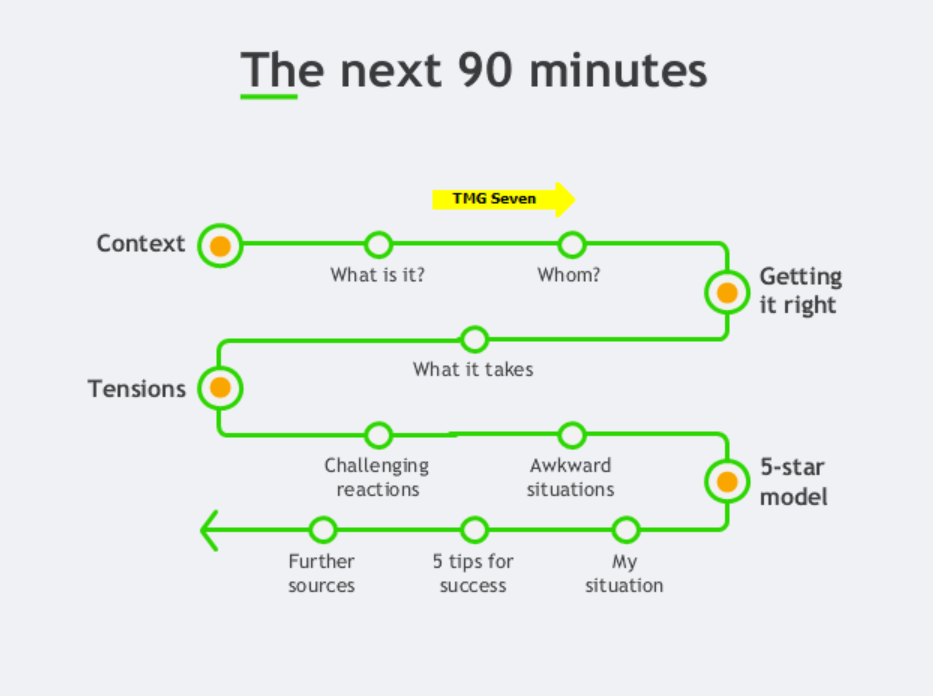 The next 90 minutes
TMG Seven
Context
What is it?
Whom?
Getting
it right
What it takes
Tensions
Challenging
reactions
Awkward
situations
5-star
model
My
situation
5 tips for
success
Further
sources